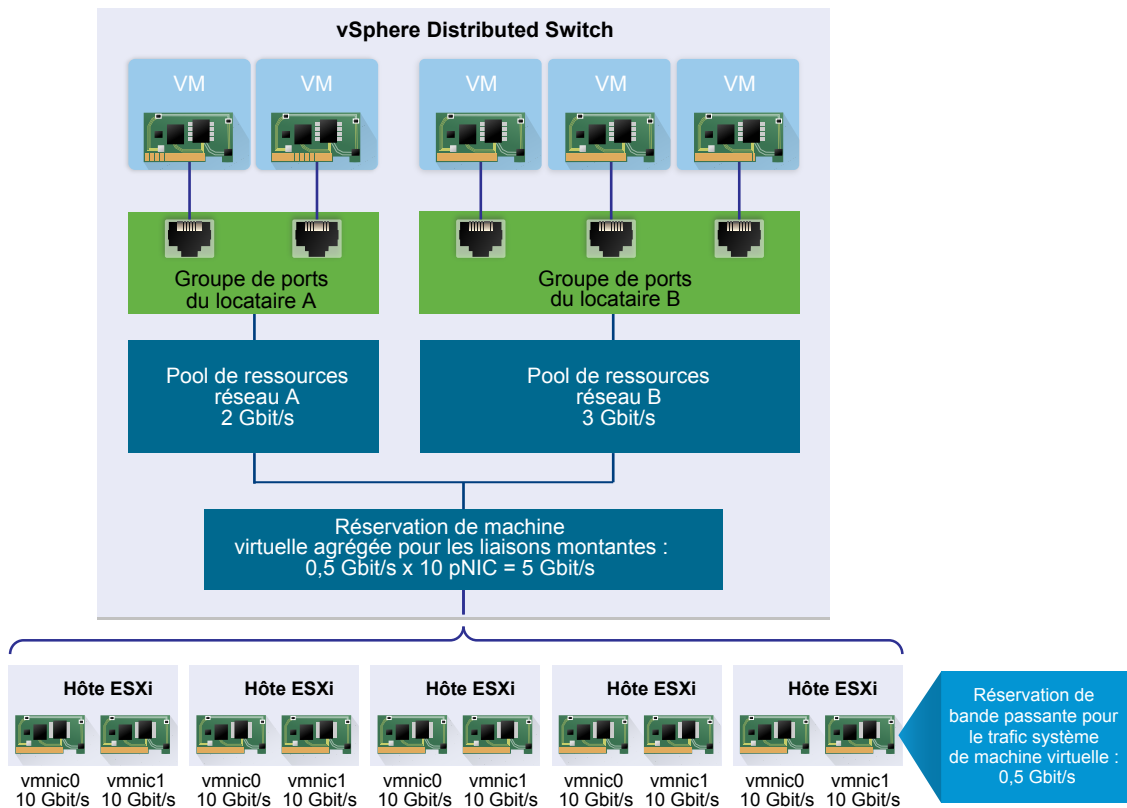 vSphere Distributed Switch
VM
VM
VM
VM
VM
Groupe de ports
du locataire A
Groupe de ports
du locataire B
Pool de ressources
réseau A
2 Gbit/s
Pool de ressources
réseau B
3 Gbit/s
Réservation de machine
virtuelle agrégée pour les liaisons montantes :
0,5 Gbit/s x 10 pNIC = 5 Gbit/s
Hôte ESXi
Hôte ESXi
Hôte ESXi
Hôte ESXi
Hôte ESXi
vmnic0
10 Gbit/s
vmnic1
10 Gbit/s
vmnic0
10 Gbit/s
vmnic1
10 Gbit/s
vmnic0
10 Gbit/s
vmnic1
10 Gbit/s
vmnic0
10 Gbit/s
vmnic1
10 Gbit/s
vmnic0
10 Gbit/s
vmnic1
10 Gbit/s
Réservation de
bande passante pour
le trafic système
de machine virtuelle :
0,5 Gbit/s